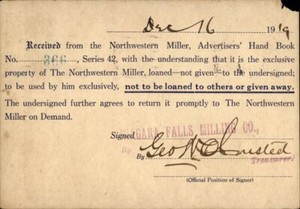 Dec 16 1919
Received from the Northwestern Miller, Advertisers' Hand Book
No. 366, Series 42, with the understanding that it is the exclusive
property of The Northwestern Miller, loaned—not given to the undersigned;
to be used by him exclusively, not to be loaned to others or given away.
The undersigned further agrees to return it promptly to The Northwestern
Miller on Demand.
Signed
GARA FALLS MILLING CO.,
By Geo N Olmsted
Treasurer
(Official Position of Signer)